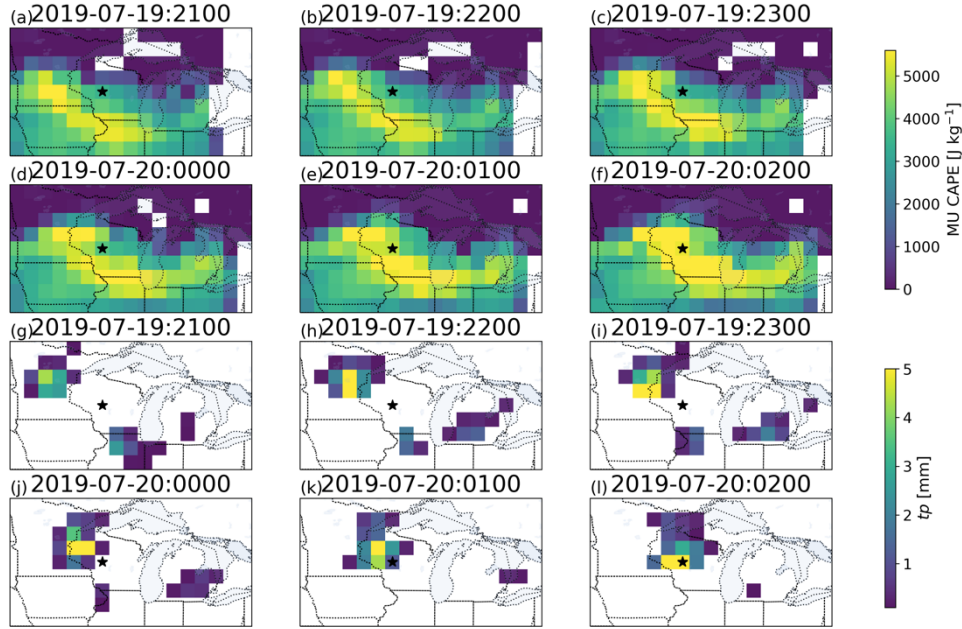 (a) 2019-07-19:2100
(b) 2019-07-19:2200
(c) 2019-07-19:2300
(d) 2019-07-20:0000
(e) 2019-07-20:0100
(f) 2019-07-20:0200
5000
4000
3000
2000
1000
0
MU CAPE [J kg⁻¹]
(g) 2019-07-19:2100
(h) 2019-07-19:2200
(i) 2019-07-19:2300
(j) 2019-07-20:0000
(k) 2019-07-20:0100
(l) 2019-07-20:0200
5
4
3
2
1
tp [mm]